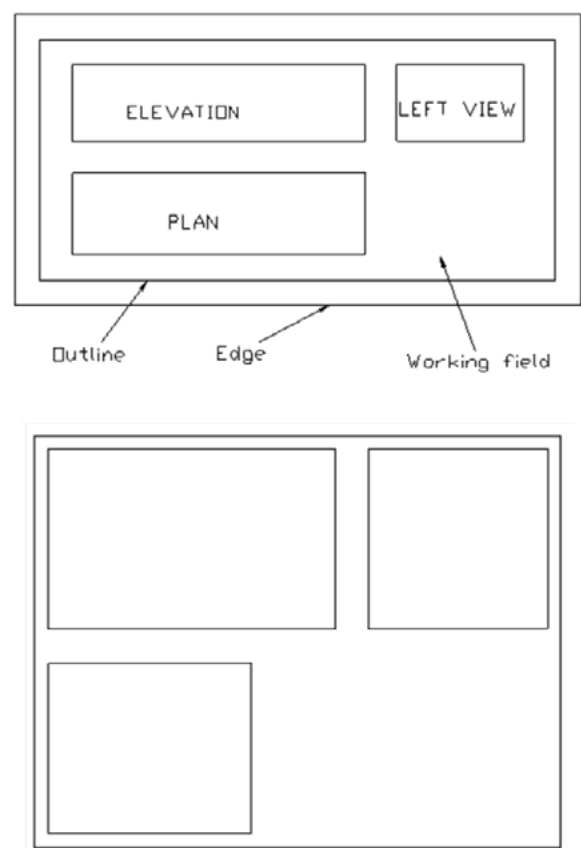 ELEVATION
LEFT VIEW
PLAN
Outline
Edge
Working field